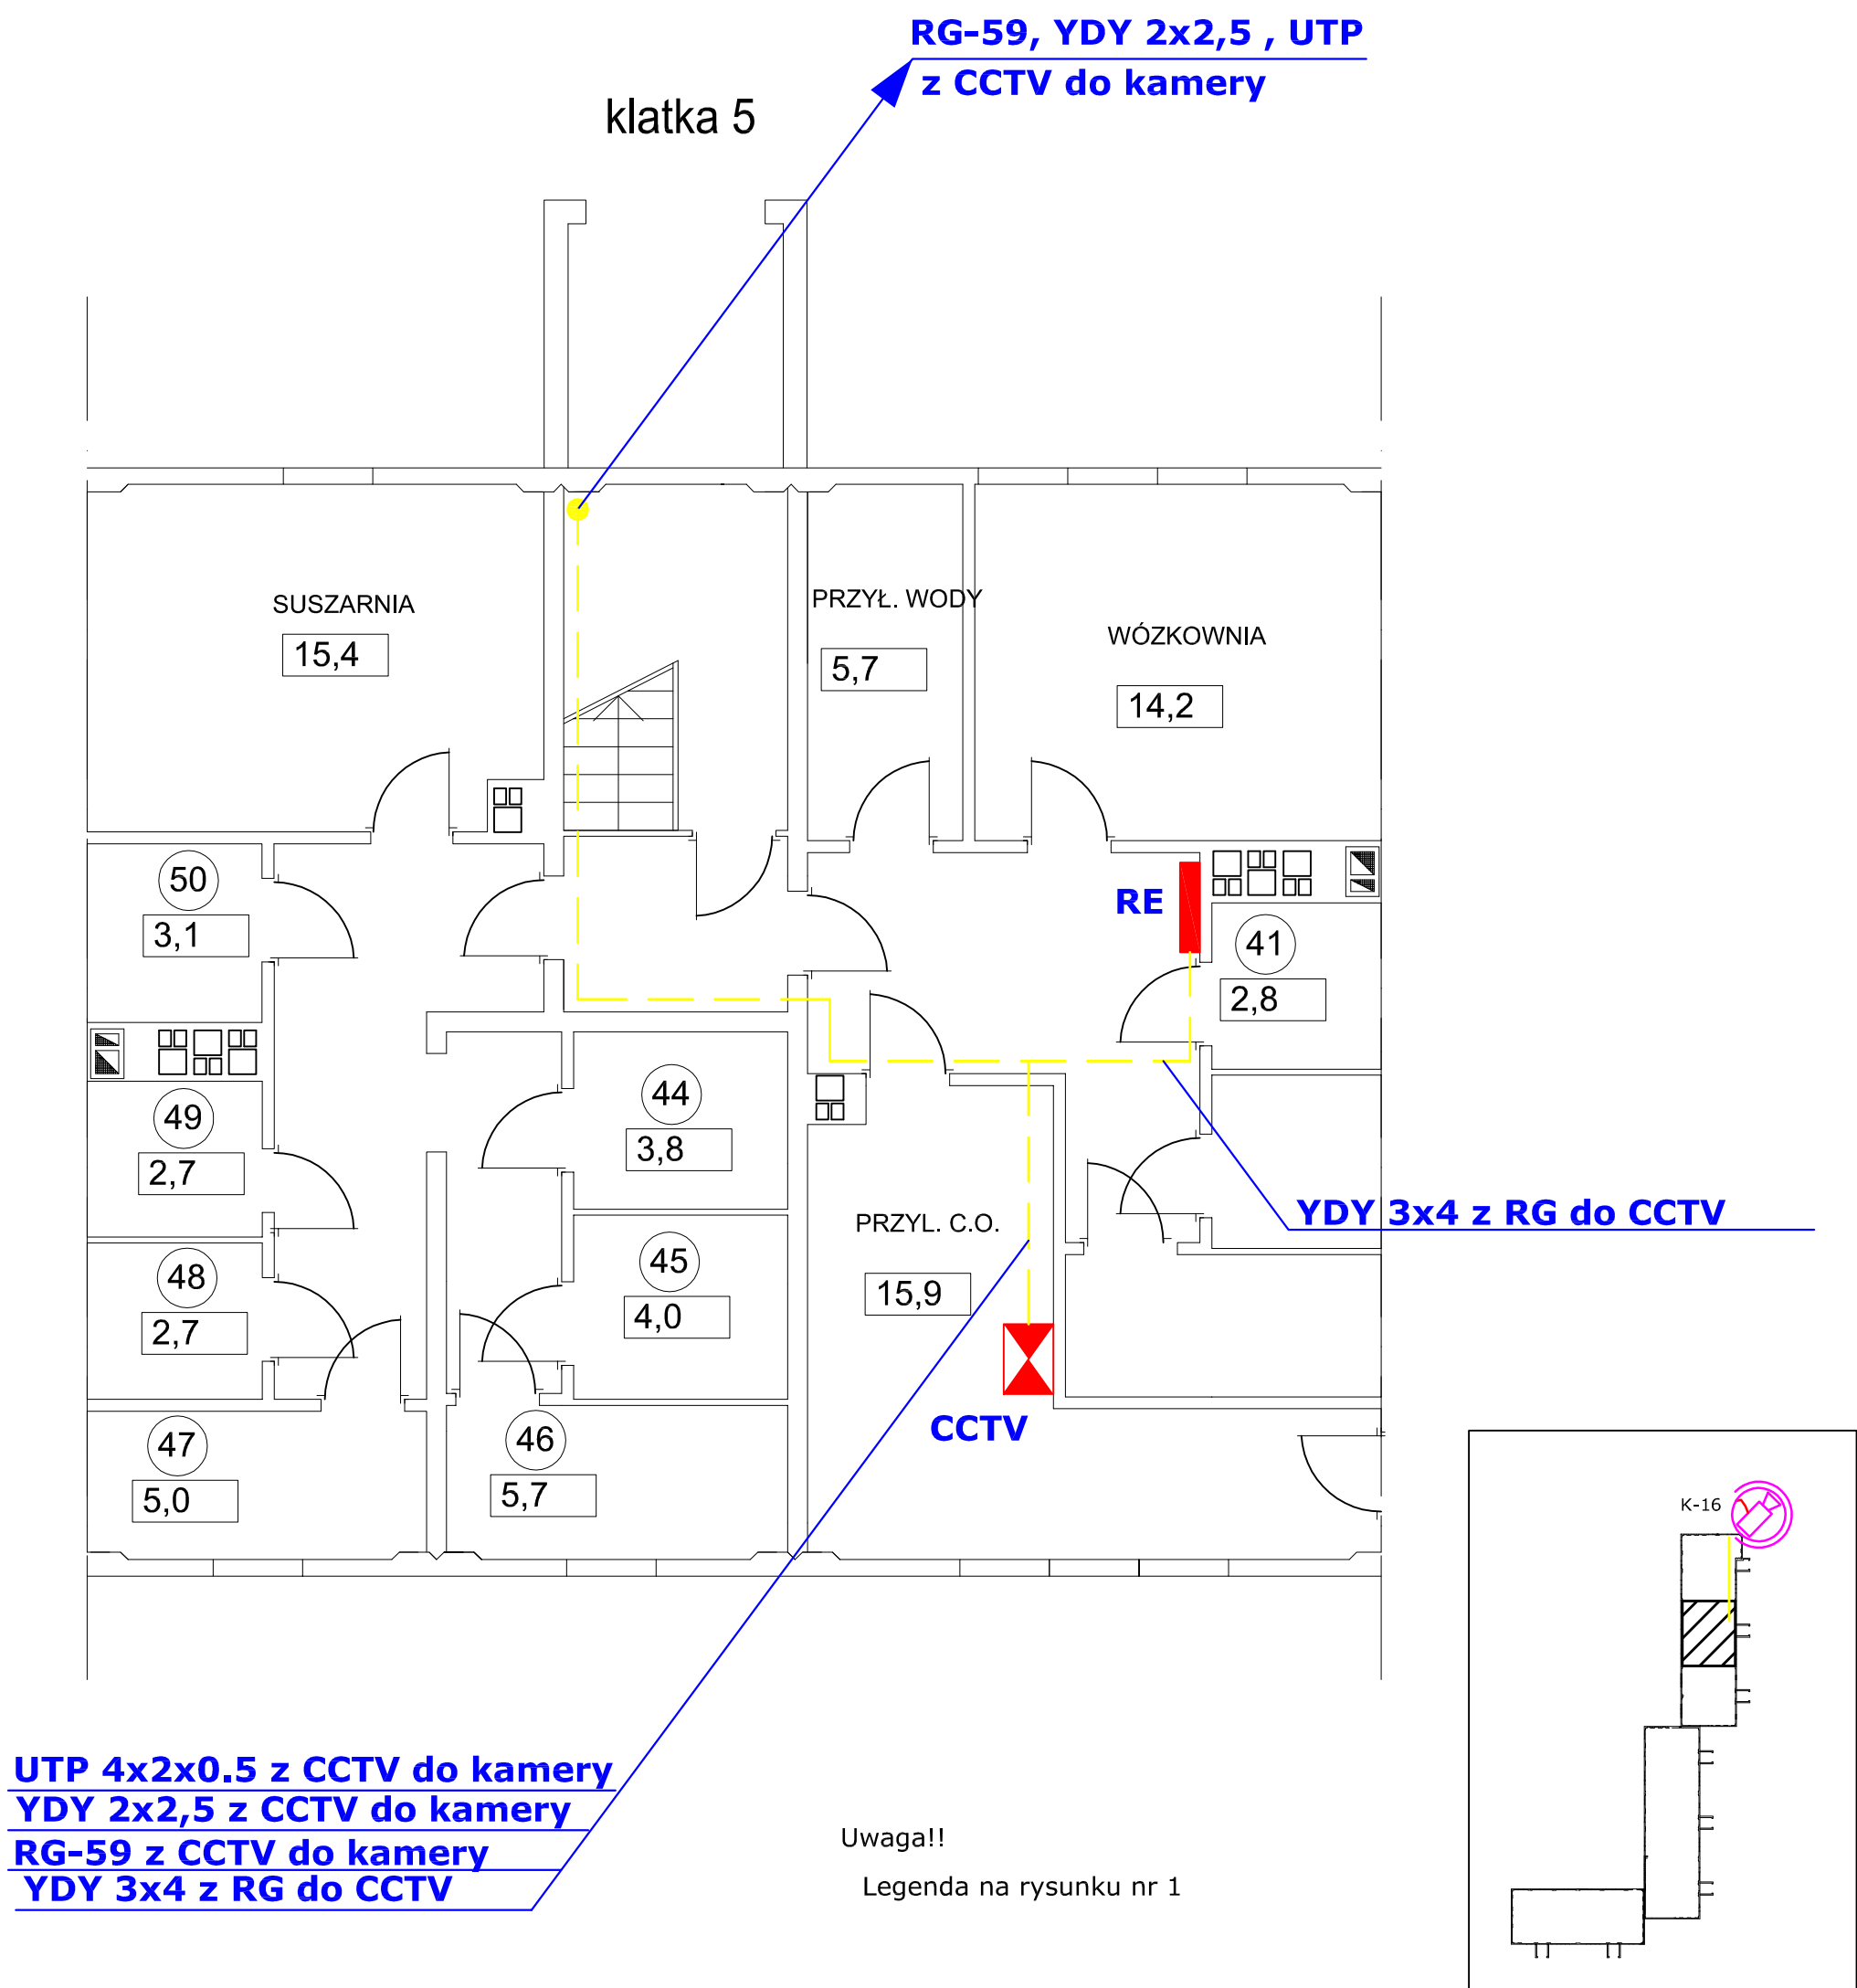 RG-59, YDY 2x2,5 , UTP
z CCTV do kamery
klatka 5
SUSZARNIA
15,4
PRZYŁ. WODY
5,7
WÓZKOWNIA
14,2
50
3,1
RE
41
2,8
49
2,7
44
3,8
48
2,7
45
4,0
PRZYL. C.O.
15,9
YDY 3x4 z RG do CCTV
CCTV
47
5,0
46
5,7
K-16
UTP 4x2x0.5 z CCTV do kamery
YDY 2x2,5 z CCTV do kamery
RG-59 z CCTV do kamery
YDY 3x4 z RG do CCTV
Uwaga!!
Legenda na rysunku nr 1